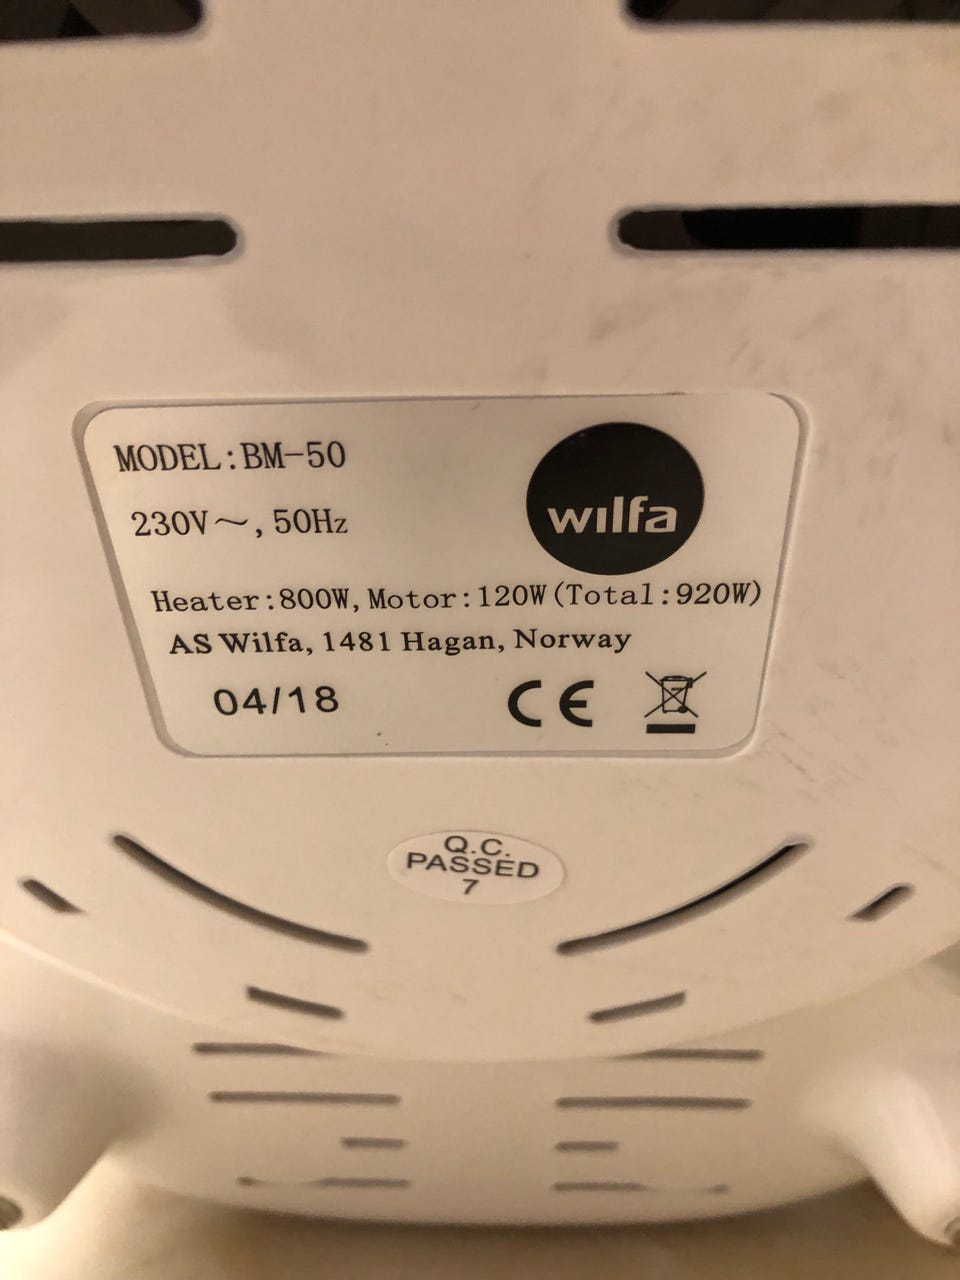 MODEL:BM-50
wilfa
230V～, 50Hz
Heater:800W, Motor:120W(Total:920W)
AS Wilfa, 1481 Hagan, Norway
04/18
CE
Q.C.
PASSED
7